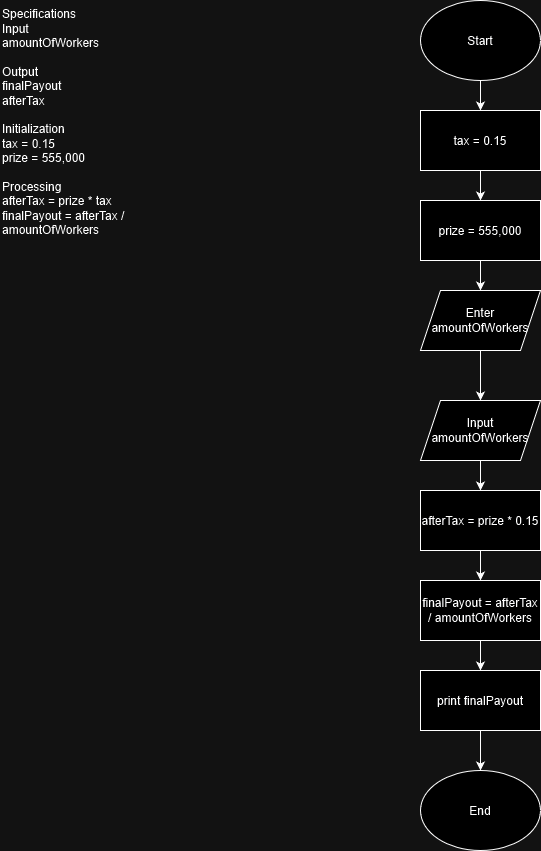 Specifications
Input
amountOfWorkers
Output
finalPayout
afterTax
Initialization
tax = 0.15
prize = 555,000
Processing
afterTax = prize * tax
finalPayout = afterTax /
amountOfWorkers
Start
tax = 0.15
prize = 555,000
Enter
amountOfWorkers
Input
amountOfWorkers
afterTax = prize * 0.15
finalPayout = afterTax
/ amountOfWorkers
print finalPayout
End